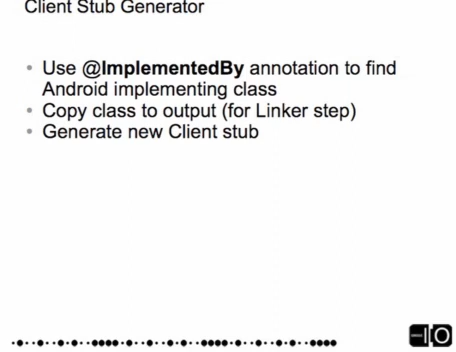 Client Stub Generator
Use @ImplementedBy annotation to find
Android implementing class
Copy class to output (for Linker step)
Generate new Client stub
IO